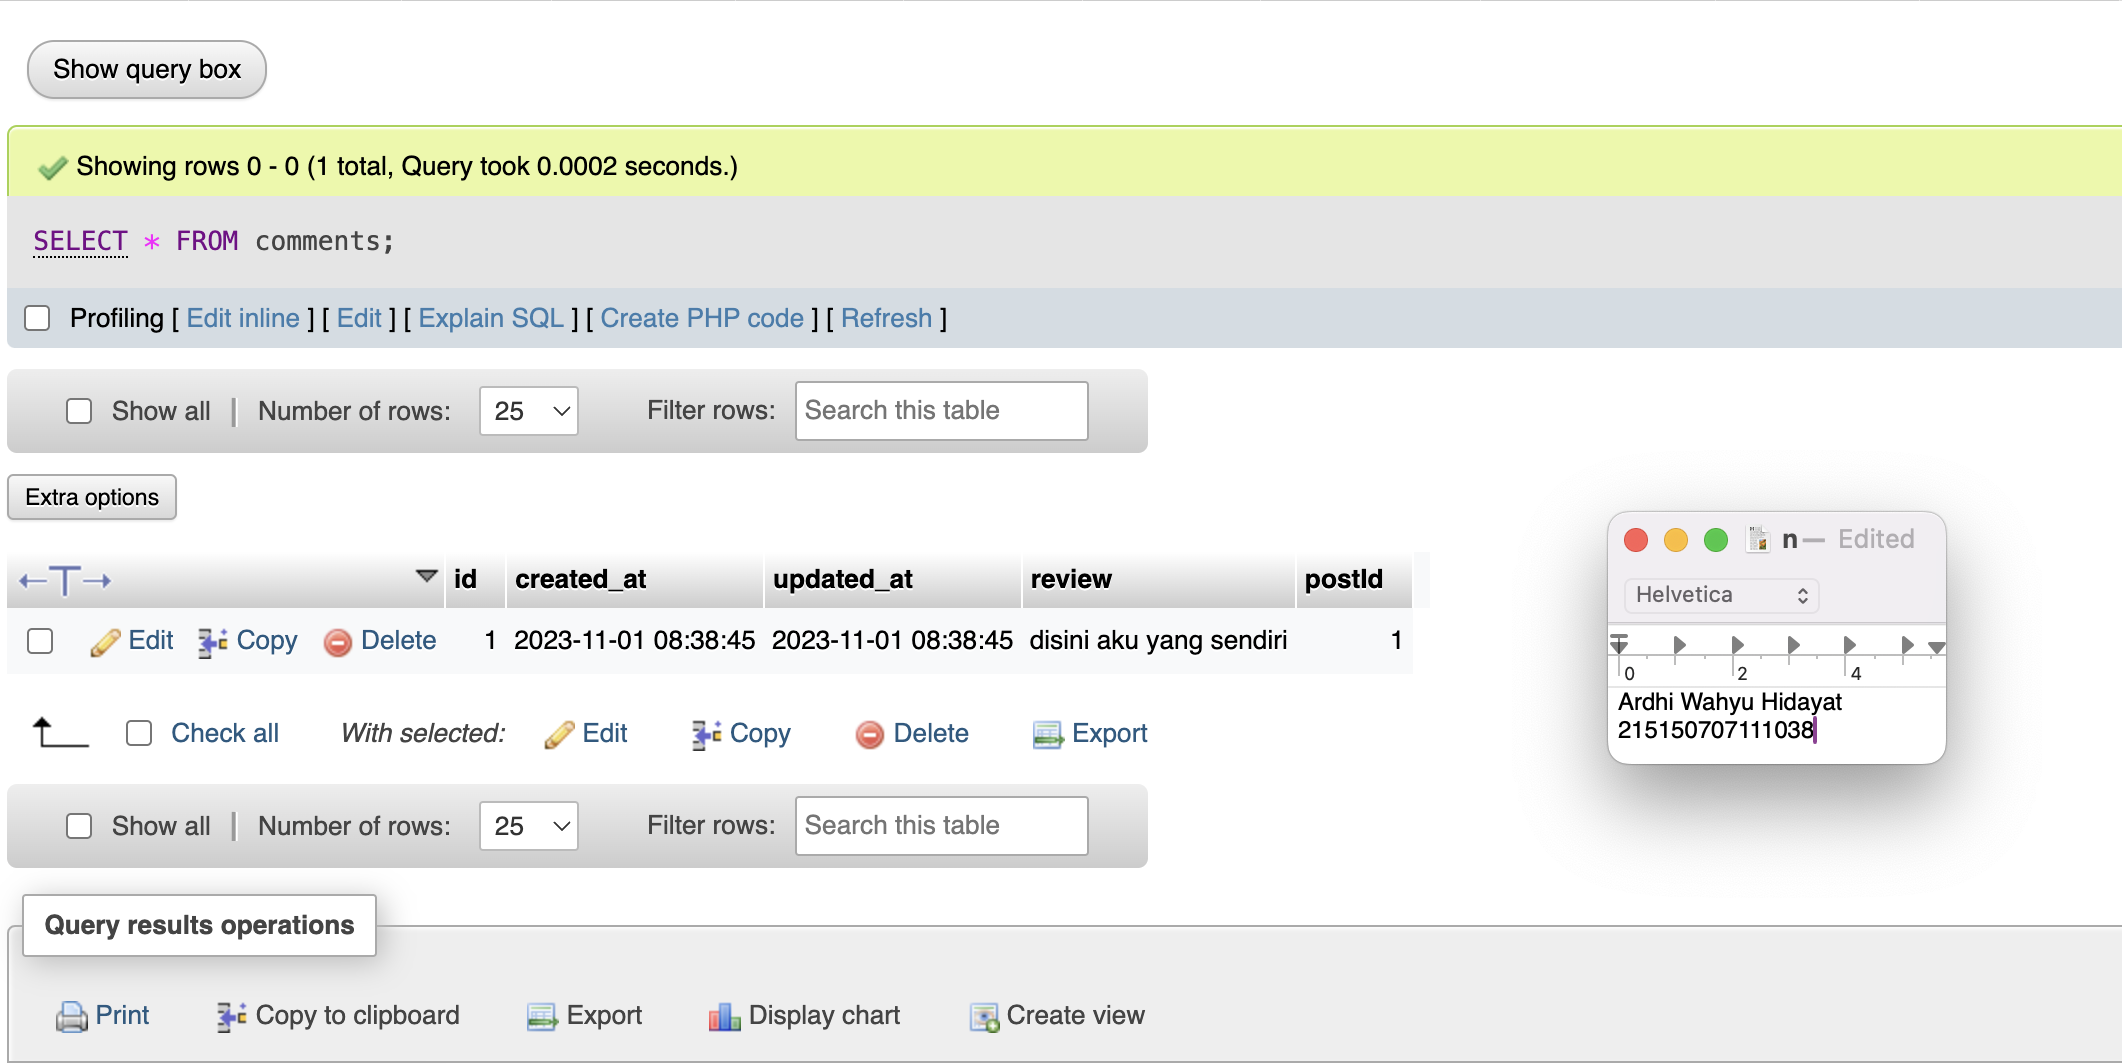 Show query box
Showing rows 0 - 0 (1 total, Query took 0.0002 seconds.)
SELECT * FROM comments;
Profiling [ Edit inline ] [ Edit ] [ Explain SQL ] [ Create PHP code ] [ Refresh ]
Show all | Number of rows: 25 Filter rows: Search this table
Extra options
←T→ id created_at updated_at review postId
Edit Copy Delete 1 2023-11-01 08:38:45 2023-11-01 08:38:45 disini aku yang sendiri 1
Check all With selected: Edit Copy Delete Export
Show all | Number of rows: 25 Filter rows: Search this table
Query results operations
Print Copy to clipboard Export Display chart Create view
n — Edited
Helvetica
0 2 4
Ardhi Wahyu Hidayat
215150707111038